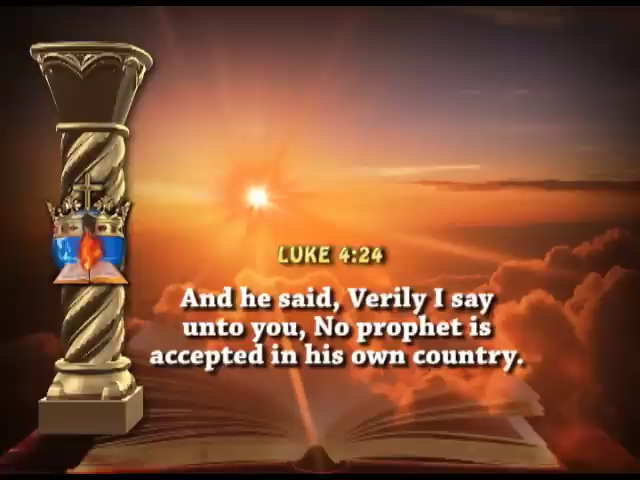 LUKE 4:24
And he said, Verily I say
unto you, No prophet is
accepted in his own country.